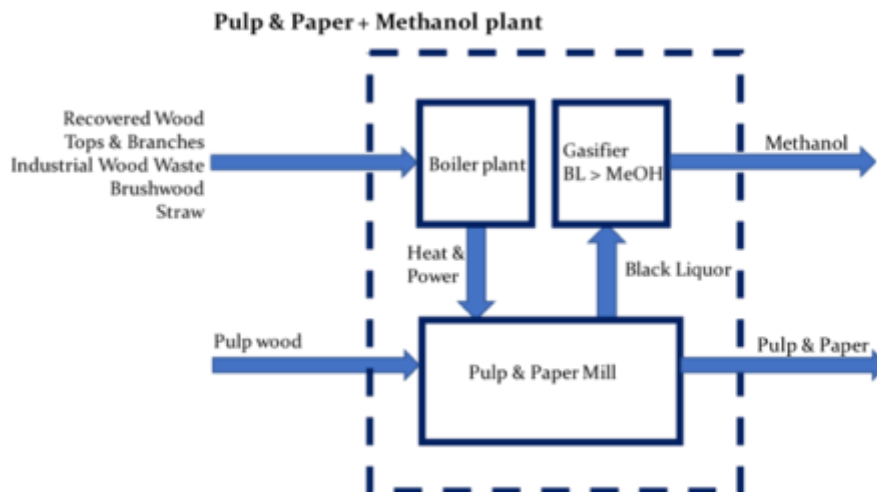 Pulp & Paper + Methanol plant
Recovered Wood
Tops & Branches
Industrial Wood Waste
Brushwood
Straw
Boiler plant
Gasifier
BL > MeOH
Methanol
Heat &
Power
Black Liquor
Pulp wood
Pulp & Paper Mill
Pulp & Paper